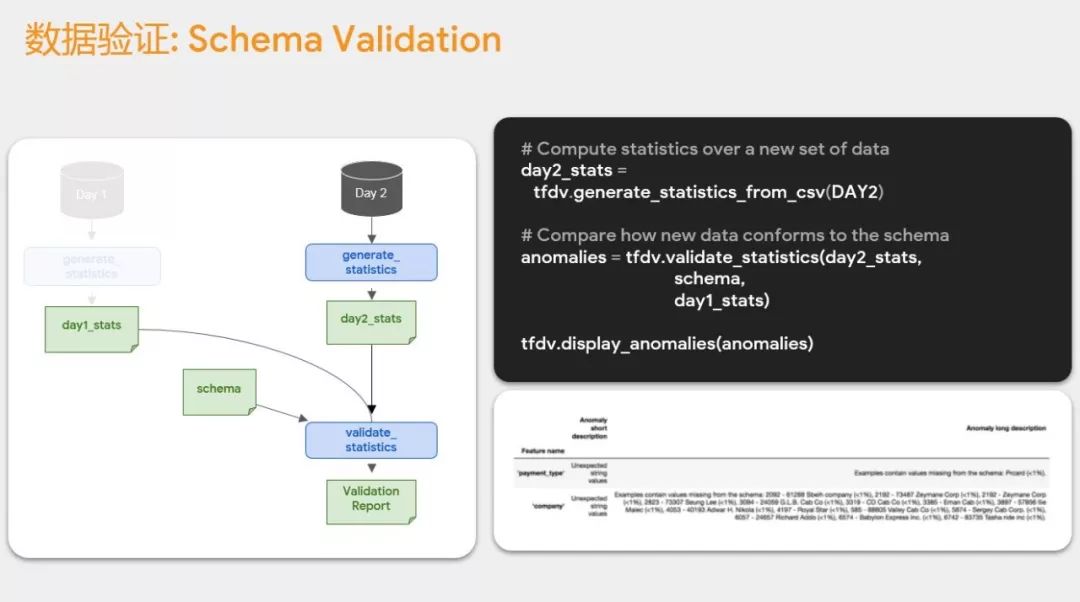 数据验证: Schema Validation
Day 1
generate_
statistics
day1_stats
Day 2
generate_
statistics
day2_stats
schema
validate_
statistics
Validation
Report
# Compute statistics over a new set of data
day2_stats =
tfdv.generate_statistics_from_csv(DAY2)
# Compare how new data conforms to the schema
anomalies = tfdv.validate_statistics(day2_stats,
schema,
day1_stats)
tfdv.display_anomalies(anomalies)
Anomaly
short
description
Anomaly long description
Feature name
'payment_type'
Unexpected
string
values
Examples contain values missing from the schema: Prcard (<1%).
'company'
Unexpected
string
values
Examples contain values missing from the schema: 2092 - 61288 Sbeih company (<1%), 2192 - 73487 Zeymane Corp (<1%), 2192 - Zeymane Corp
(<1%), 2823 - 73307 Seung Lee (<1%), 3094 - 24059 G.L.B. Cab Co (<1%), 3319 - CD Cab Co (<1%), 3385 - Eman Cab (<1%), 3897 - 57856 Ilie
Malec (<1%), 4053 - 40193 Adwar H. Nikola (<1%), 4197 - Royal Star (<1%), 585 - 88805 Valley Cab Co (<1%), 5874 - Sergey Cab Corp. (<1%),
6057 - 24657 Richard Addo (<1%), 6574 - Babylon Express Inc. (<1%), 6742 - 83735 Tasha ride inc (<1%).